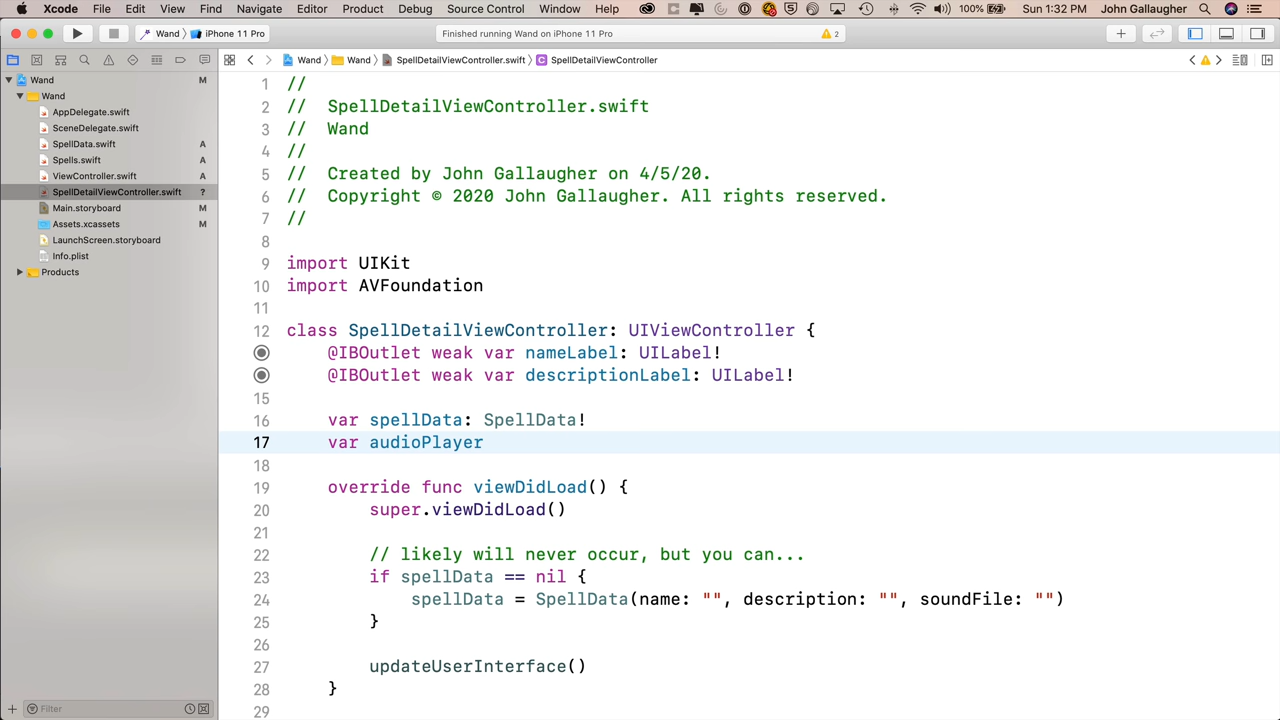 Xcode File Edit View Find Navigate Editor Product Debug Source Control Window Help 100% Sun 1:32 PM John Gallaugher
Wand iPhone 11 Pro Finished running Wand on iPhone 11 Pro 2
Wand Wand SpellDetailViewController.swift SpellDetailViewController
Wand M
Wand
AppDelegate.swift
SceneDelegate.swift
SpellData.swift A
Spells.swift A
ViewController.swift A
SpellDetailViewController.swift ?
Main.storyboard M
Assets.xcassets M
LaunchScreen.storyboard
Info.plist
Products
Filter
1 //
2 // SpellDetailViewController.swift
3 // Wand
4 //
5 // Created by John Gallaugher on 4/5/20.
6 // Copyright © 2020 John Gallaugher. All rights reserved.
7 //
8
9 import UIKit
10 import AVFoundation
11
12 class SpellDetailViewController: UIViewController {
@IBOutlet weak var nameLabel: UILabel!
@IBOutlet weak var descriptionLabel: UILabel!
15
16 var spellData: SpellData!
17 var audioPlayer
18
19 override func viewDidLoad() {
20 super.viewDidLoad()
21
22 // likely will never occur, but you can...
23 if spellData == nil {
24 spellData = SpellData(name: "", description: "", soundFile: "")
25 }
26
27 updateUserInterface()
28 }
29